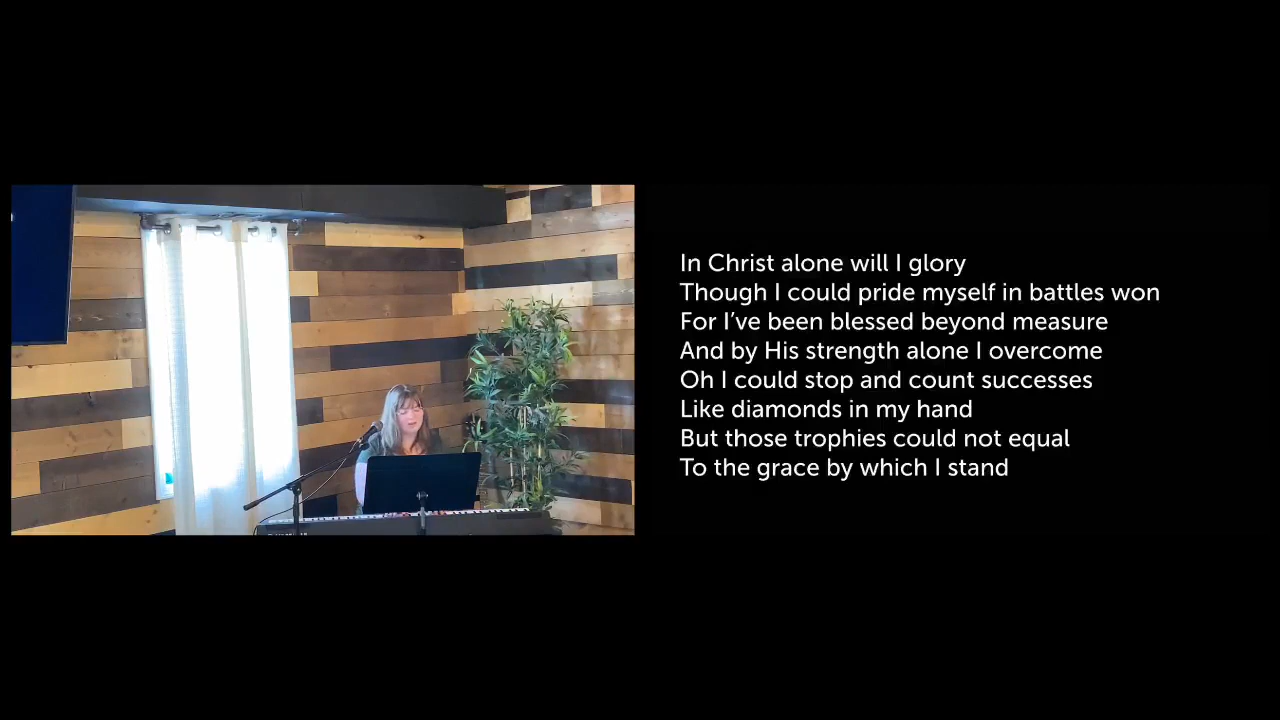 In Christ alone will I glory
Though I could pride myself in battles won
For I’ve been blessed beyond measure
And by His strength alone I overcome
Oh I could stop and count successes
Like diamonds in my hand
But those trophies could not equal
To the grace by which I stand